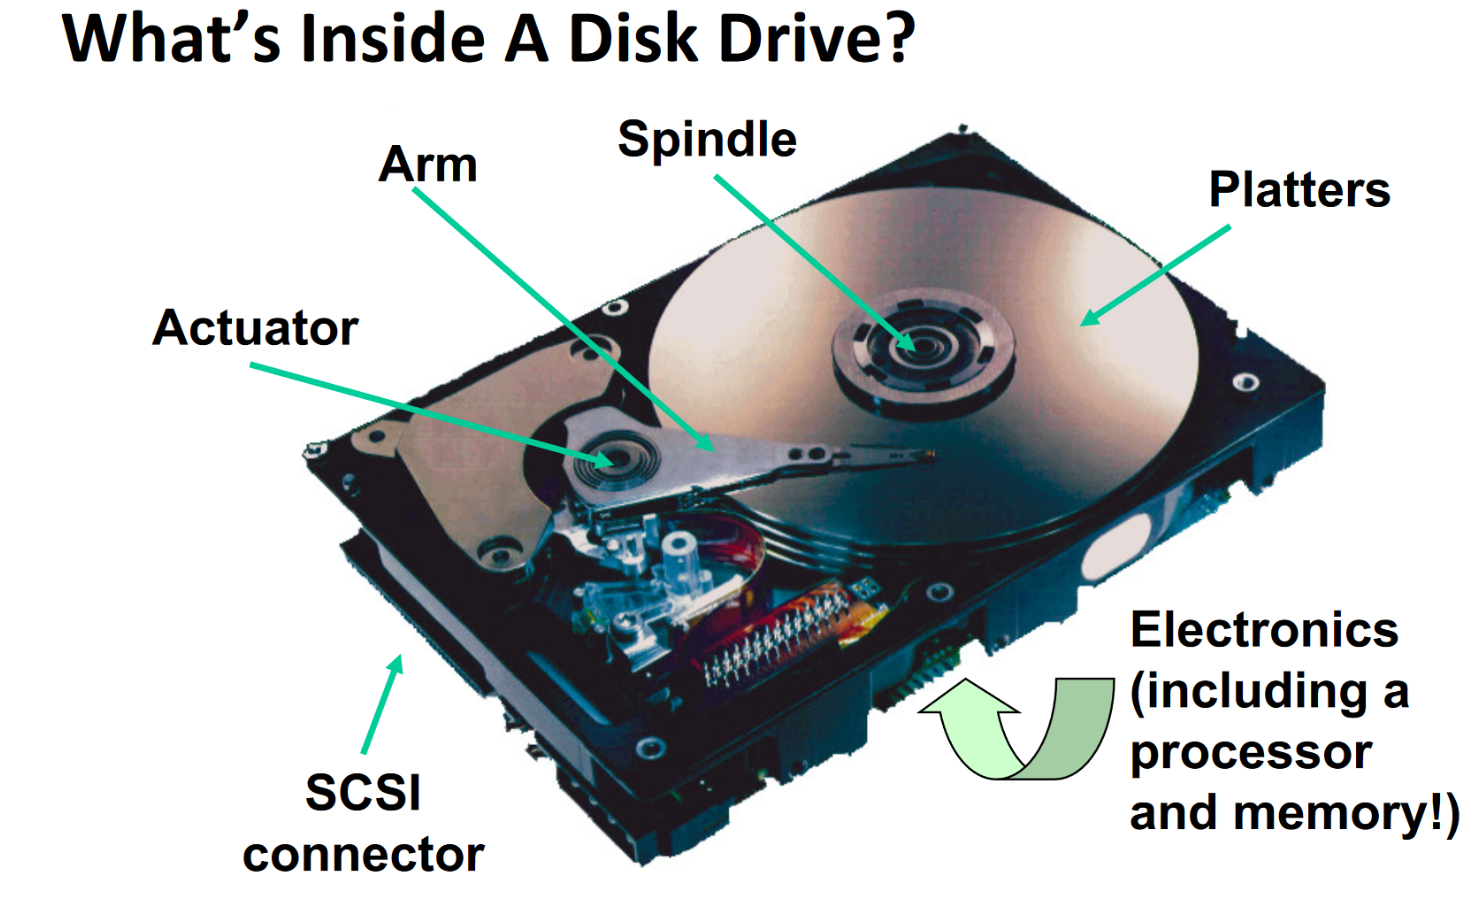 What’s Inside A Disk Drive?
Spindle
Arm
Platters
Actuator
Electronics
(including a
processor
and memory!)
SCSI
connector